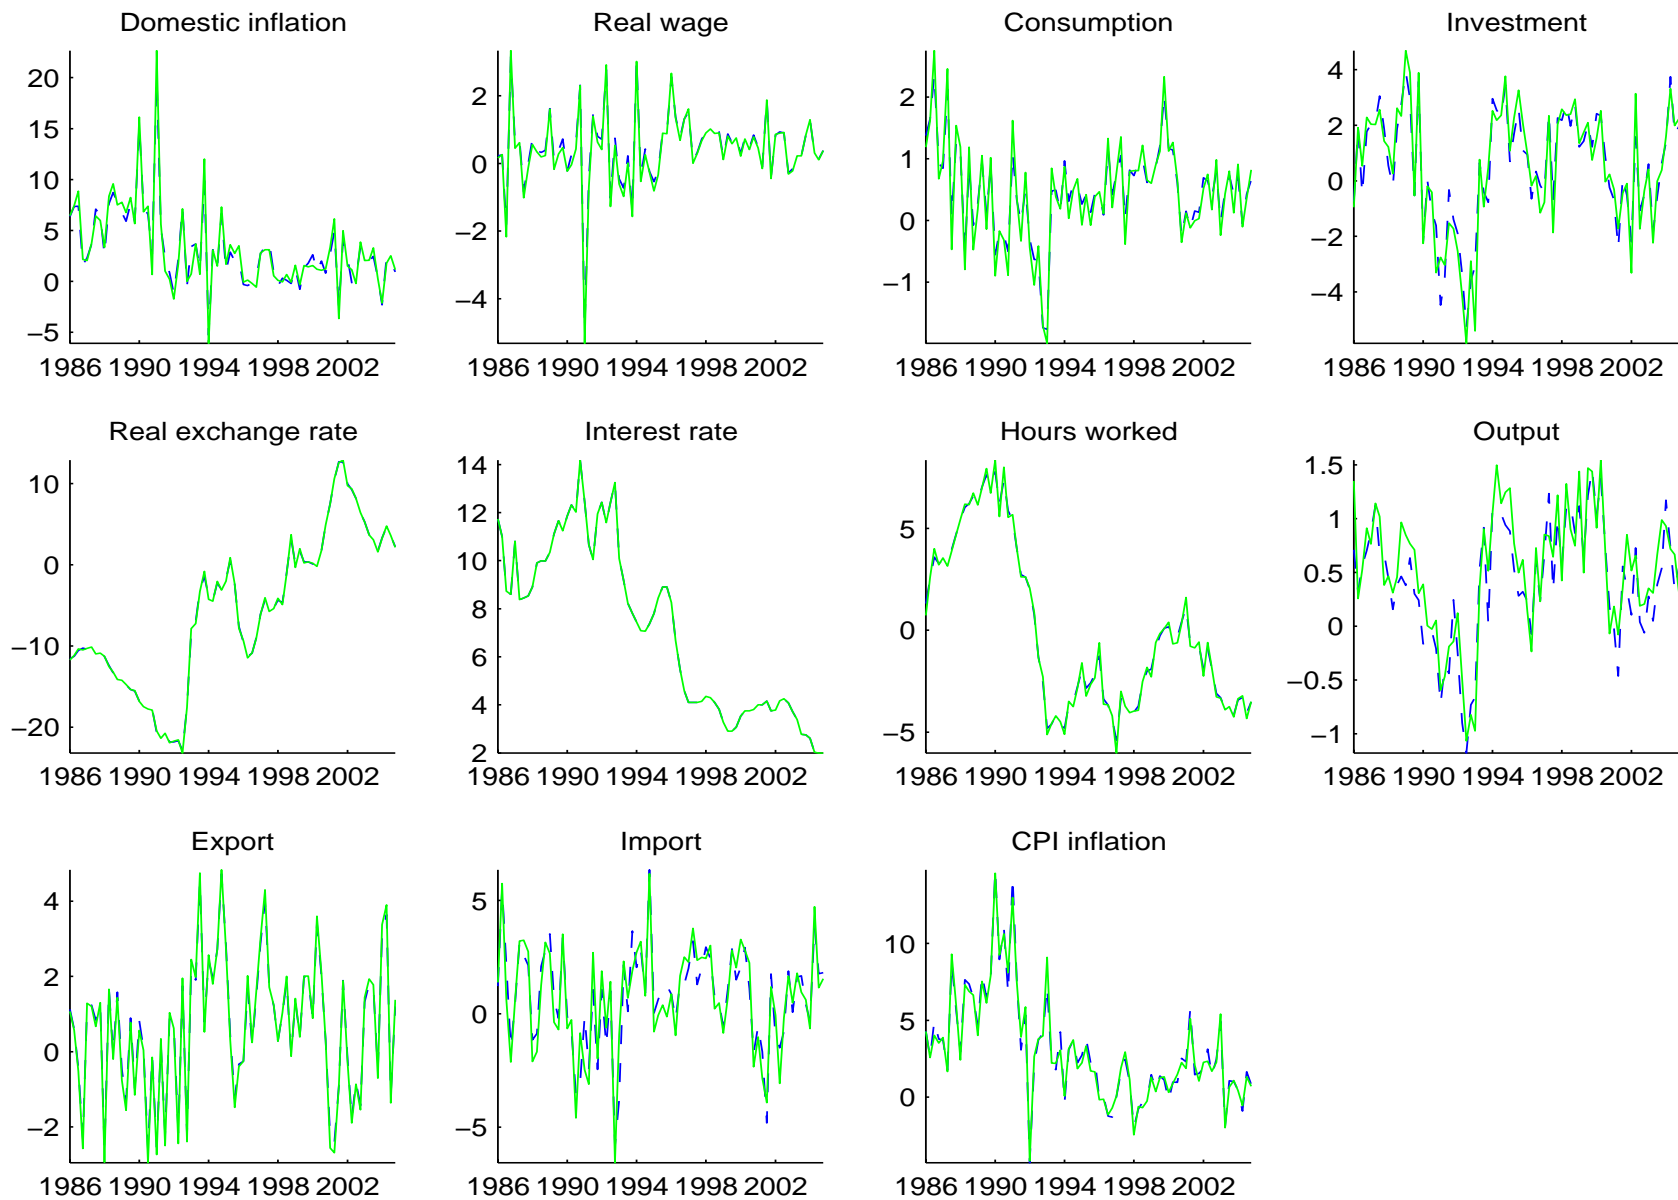 Domestic inflation
Real wage
Consumption
Investment
20
15
10
5
0
−5
1986 1990 1994 1998 2002
2
0
−2
−4
1986 1990 1994 1998 2002
2
1
0
−1
1986 1990 1994 1998 2002
4
2
0
−2
−4
1986 1990 1994 1998 2002
Real exchange rate
Interest rate
Hours worked
Output
10
0
−10
−20
1986 1990 1994 1998 2002
14
12
10
8
6
4
2
1986 1990 1994 1998 2002
5
0
−5
1986 1990 1994 1998 2002
1.5
1
0.5
0
−0.5
−1
1986 1990 1994 1998 2002
Export
Import
CPI inflation
4
2
0
−2
1986 1990 1994 1998 2002
5
0
−5
1986 1990 1994 1998 2002
10
5
0
1986 1990 1994 1998 2002